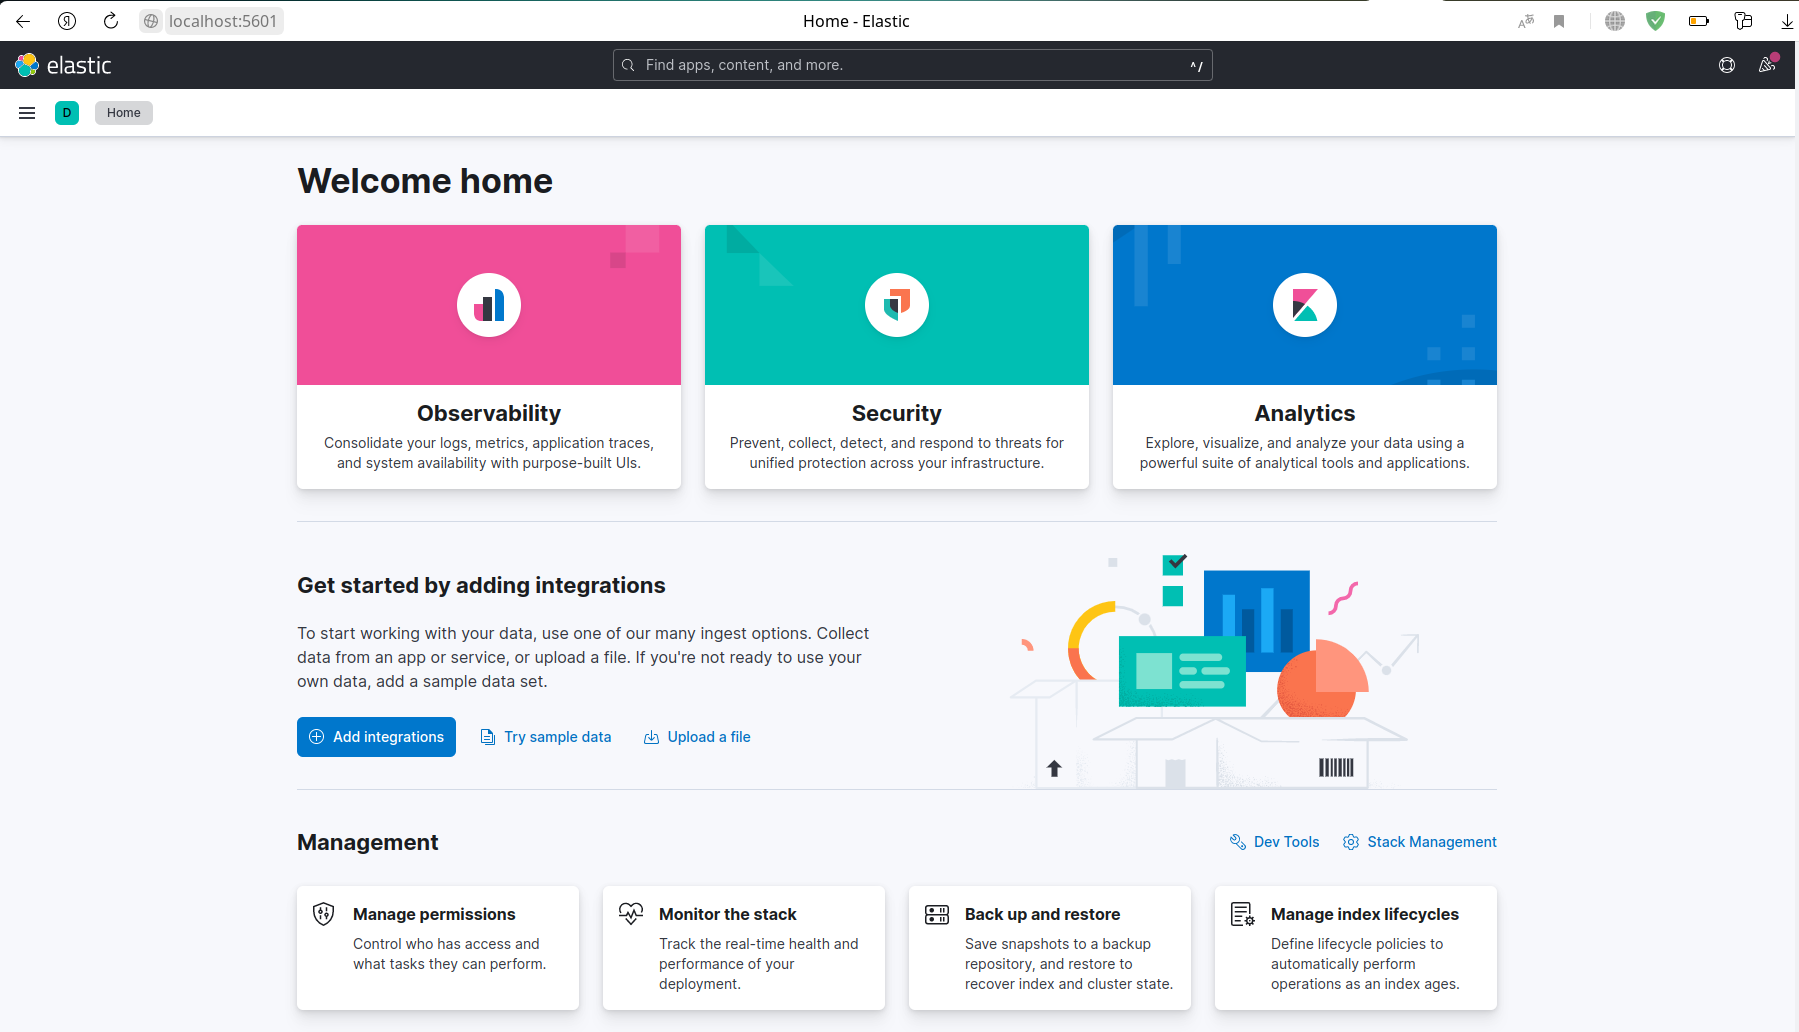 localhost:5601
Home - Elastic
elastic
Find apps, content, and more.
^/
D
Home
Welcome home
Observability
Consolidate your logs, metrics, application traces,
and system availability with purpose-built UIs.
Security
Prevent, collect, detect, and respond to threats for
unified protection across your infrastructure.
Analytics
Explore, visualize, and analyze your data using a
powerful suite of analytical tools and applications.
Get started by adding integrations
To start working with your data, use one of our many ingest options. Collect
data from an app or service, or upload a file. If you're not ready to use your
own data, add a sample data set.
Add integrations
Try sample data
Upload a file
Management
Dev Tools
Stack Management
Manage permissions
Control who has access and
what tasks they can perform.
Monitor the stack
Track the real-time health and
performance of your
deployment.
Back up and restore
Save snapshots to a backup
repository, and restore to
recover index and cluster state.
Manage index lifecycles
Define lifecycle policies to
automatically perform
operations as an index ages.